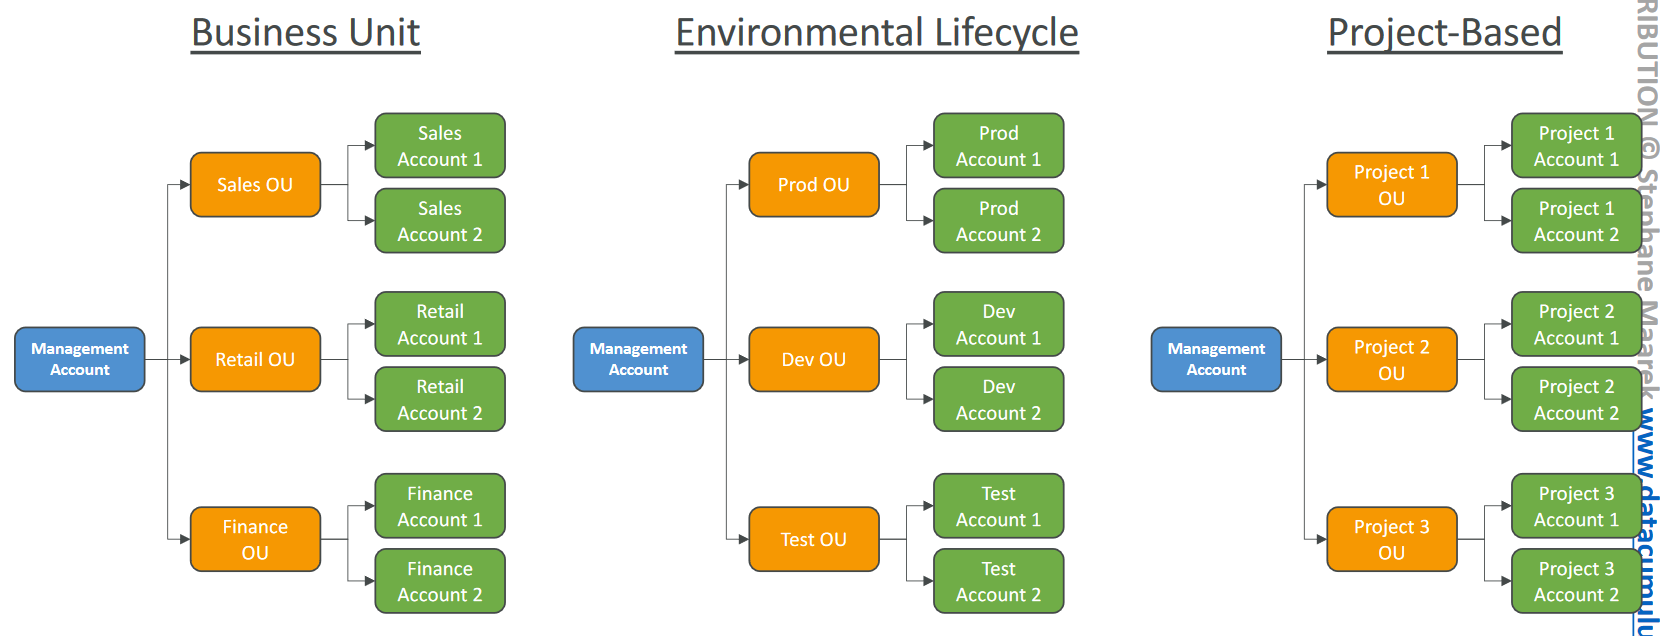 Business Unit
Sales OU
Sales
Account 1
Sales
Account 2
Management
Account
Retail OU
Retail
Account 1
Retail
Account 2
Finance
OU
Finance
Account 1
Finance
Account 2
Environmental Lifecycle
Prod OU
Prod
Account 1
Prod
Account 2
Management
Account
Dev OU
Dev
Account 1
Dev
Account 2
Test OU
Test
Account 1
Test
Account 2
Project-Based
Project 1
OU
Project 1
Account 1
Project 1
Account 2
Management
Account
Project 2
OU
Project 2
Account 1
Project 2
Account 2
Project 3
OU
Project 3
Account 1
Project 3
Account 2
RIBUTION © Stephane Maarek www.datacumulu